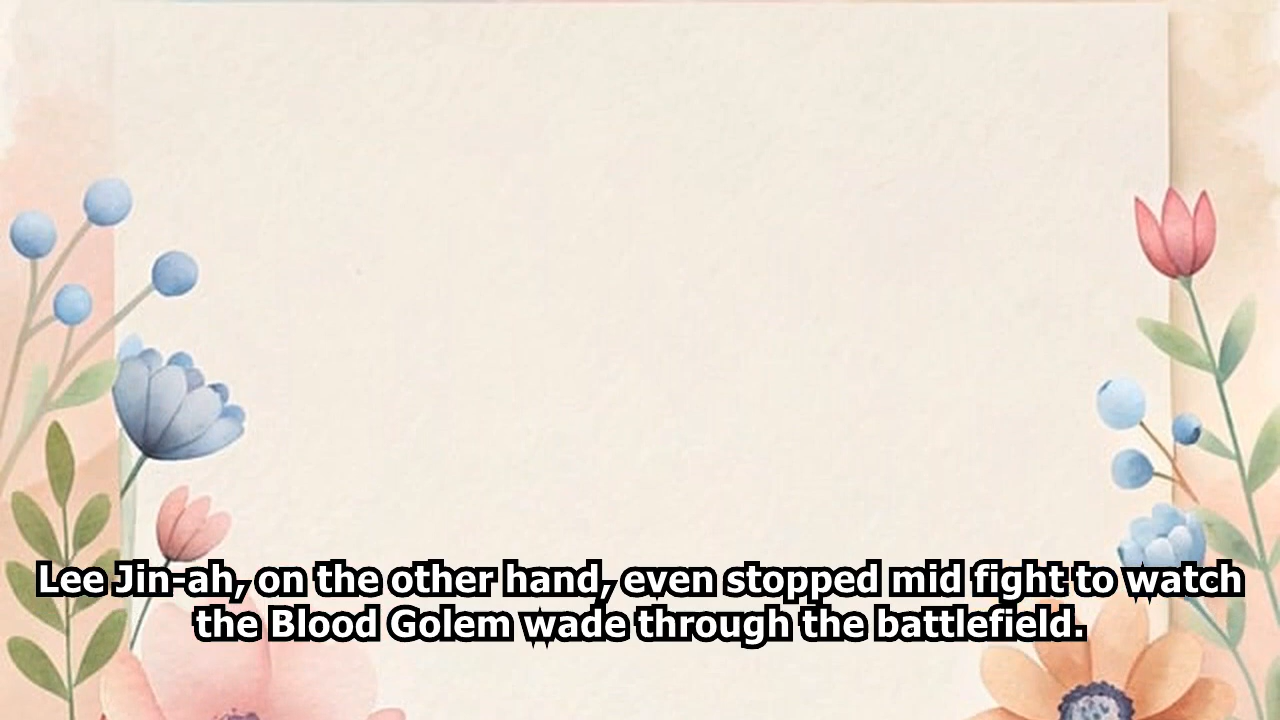 Lee Jin-ah, on the other hand, even stopped mid fight to watch
the Blood Golem wade through the battlefield.